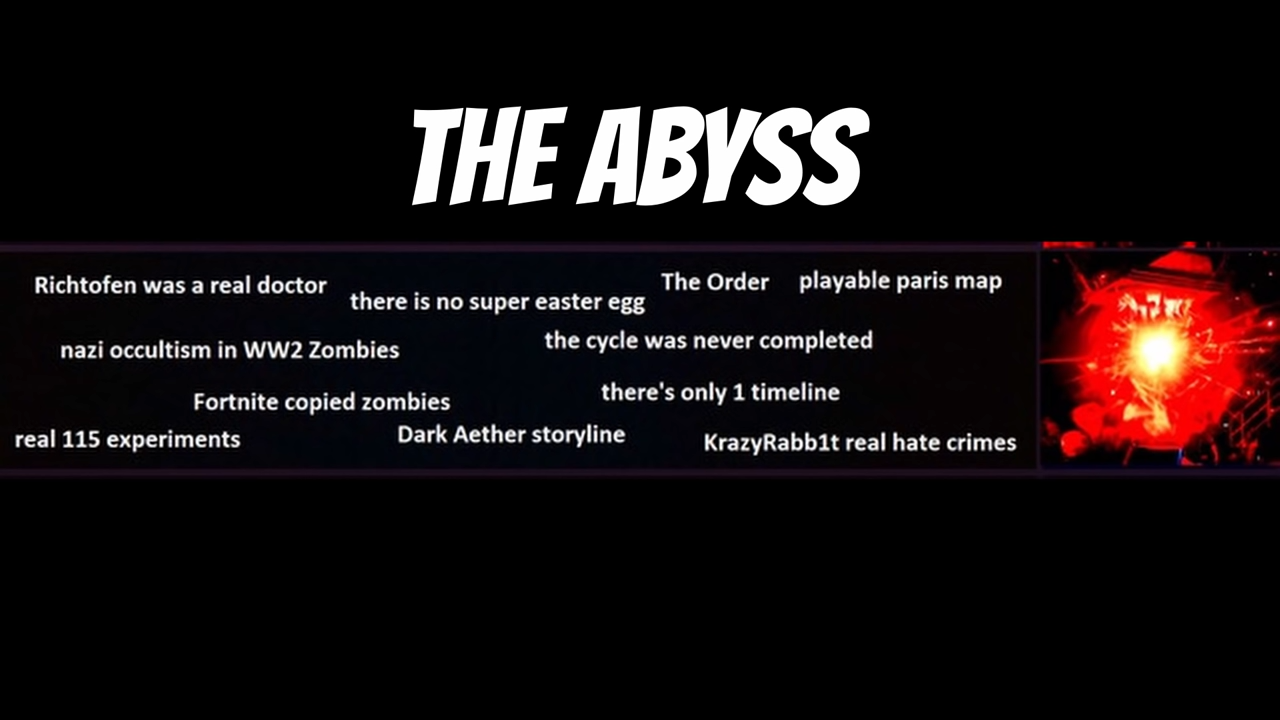 THE ABYSS
Richtofen was a real doctor
there is no super easter egg
The Order
playable paris map
nazi occultism in WW2 Zombies
the cycle was never completed
Fortnite copied zombies
there's only 1 timeline
real 115 experiments
Dark Aether storyline
KrazyRabb1t real hate crimes